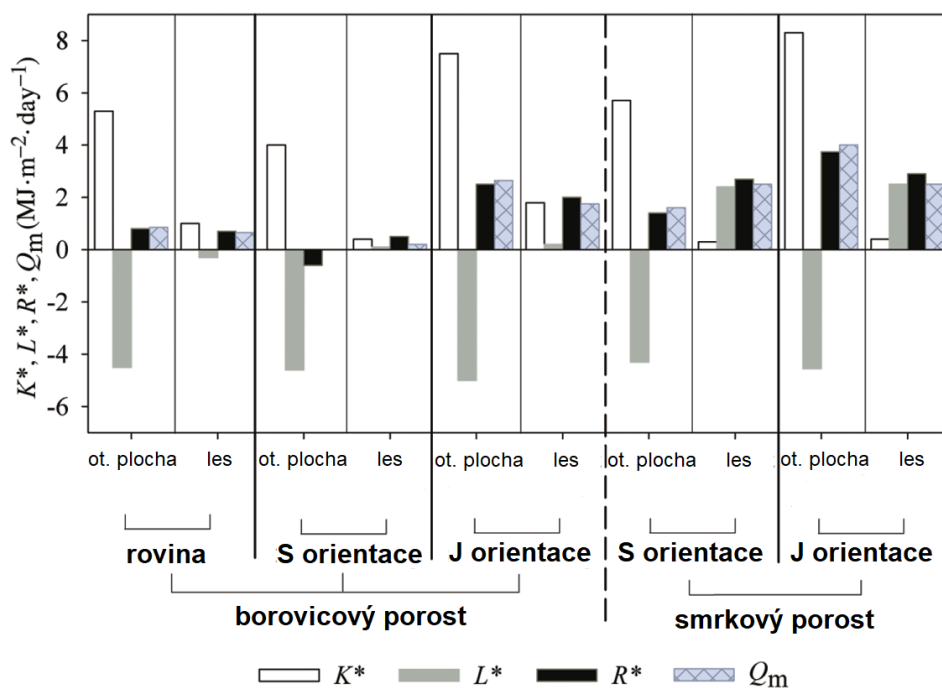 K*, L*, R*, Qm (MJ·m−2·day−1)
8
6
4
2
0
-2
-4
-6
ot. plocha les ot. plocha les ot. plocha les ot. plocha les ot. plocha les
rovina S orientace J orientace S orientace J orientace
borovicový porost smrkový porost
K* L* R* Qm